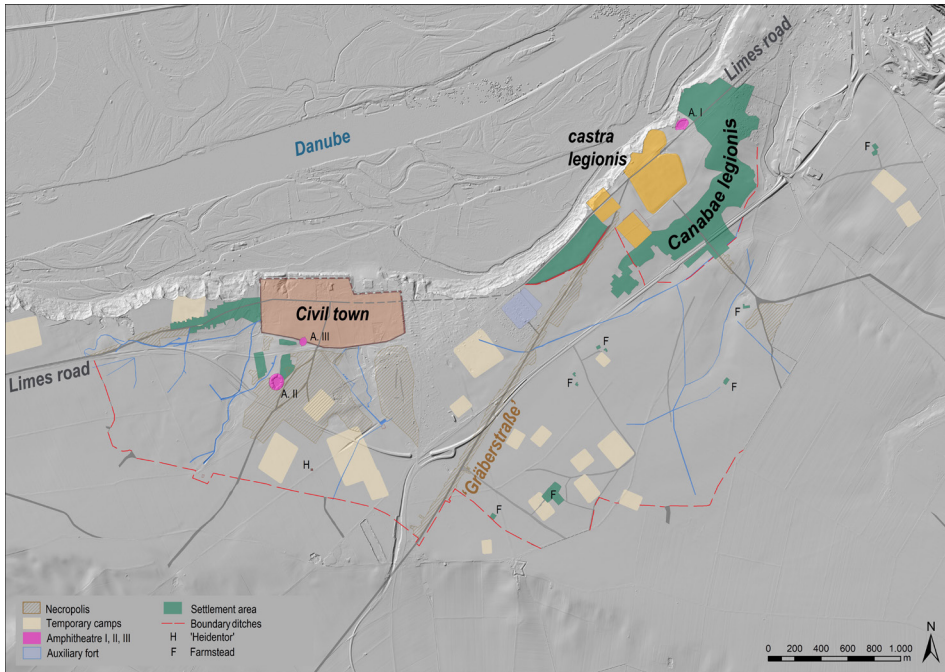 Limes road
A. I
castra
legionis
Canabae legionis
F
Danube
Civil town
A. III
A. II
Limes road
F
F
F
F
H
'Gräberstraße'
F
F
Necropolis
Temporary camps
Amphitheatre I, II, III
Auxiliary fort
Settlement area
Boundary ditches
H 'Heidentor'
F Farmstead
0 200 400 600 800 1.000
m
N